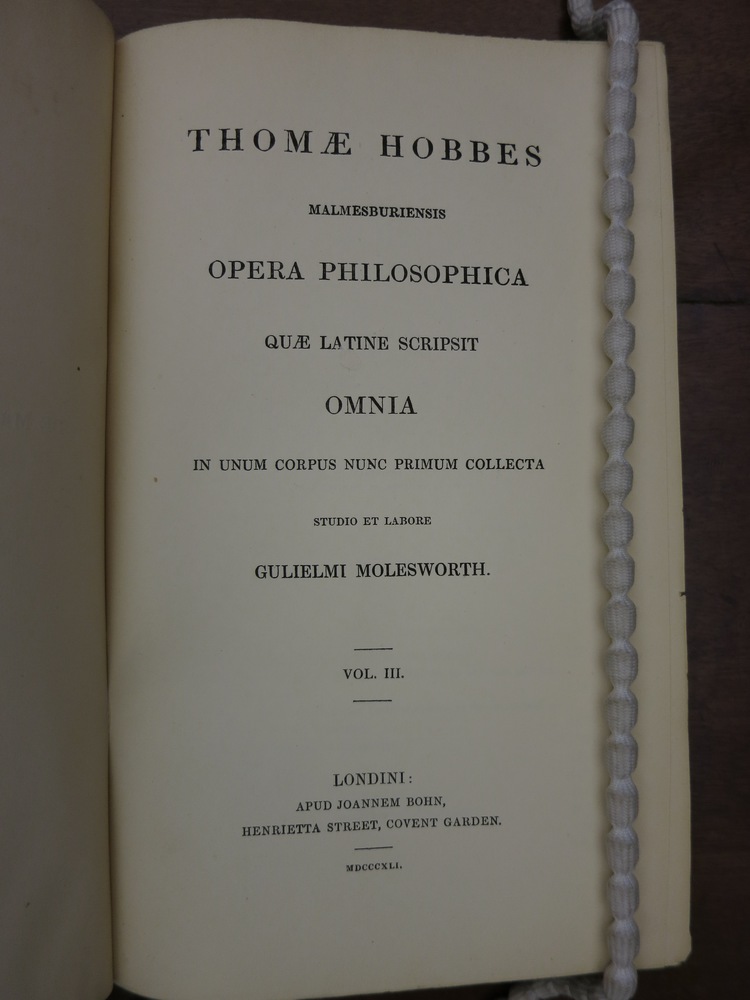 THOMÆ HOBBES
MALMESBURIENSIS
OPERA PHILOSOPHICA
QUÆ LATINE SCRIPSIT
OMNIA
IN UNUM CORPUS NUNC PRIMUM COLLECTA
STUDIO ET LABORE
GULIELMI MOLESWORTH.
VOL. III.
LONDINI:
APUD JOANNEM BOHN,
HENRIETTA STREET, COVENT GARDEN.
MDCCCXLI.